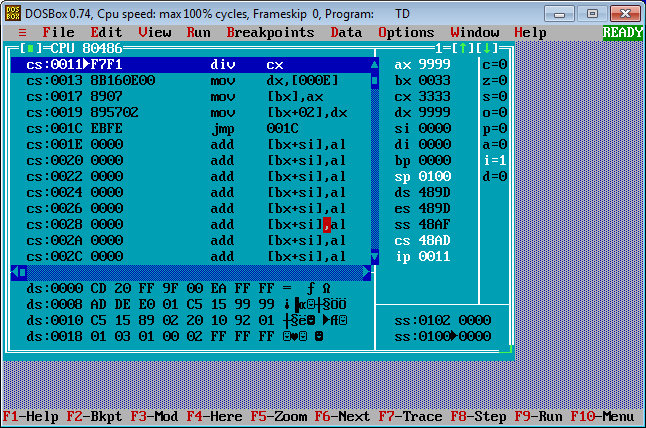 DOSBox 0.74, Cpu speed: max 100% cycles, Frameskip 0, Program: TD
≡ File Edit View Run Breakpoints Data Options Window Help READY
[■]=CPU 80486 1=[↑][↓]
cs:0011►F7F1 div cx ax 9999 c=0
cs:0013 8B160E00 mov dx,[000E] bx 0033 z=0
cs:0017 8907 mov [bx],ax cx 3333 s=0
cs:0019 895702 mov [bx+02],dx dx 9999 o=0
cs:001C EBFE jmp 001C si 0000 p=0
cs:001E 0000 add [bx+si],al di 0000 a=0
cs:0020 0000 add [bx+si],al bp 0000 i=1
cs:0022 0000 add [bx+si],al sp 0100 d=0
cs:0024 0000 add [bx+si],al ds 489D
cs:0026 0000 add [bx+si],al es 489D
cs:0028 0000 add [bx+si],al ss 48AF
cs:002A 0000 add [bx+si],al cs 48AD
cs:002C 0000 add [bx+si],al ip 0011
ds:0000 CD 20 FF 9F 00 EA FF FF = ƒ Ω
ds:0008 AD DE E0 01 C5 15 99 99 ¡▐α☺┼§ÖÖ
ds:0010 C5 15 89 02 20 10 92 01 ┼§ë☻ ►Æ☺ ss:0102 0000
ds:0018 01 03 01 00 02 FF FF FF ☺♥☺ ☻ ss:0100►0000
F1-Help F2-Bkpt F3-Mod F4-Here F5-Zoom F6-Next F7-Trace F8-Step F9-Run F10-Menu